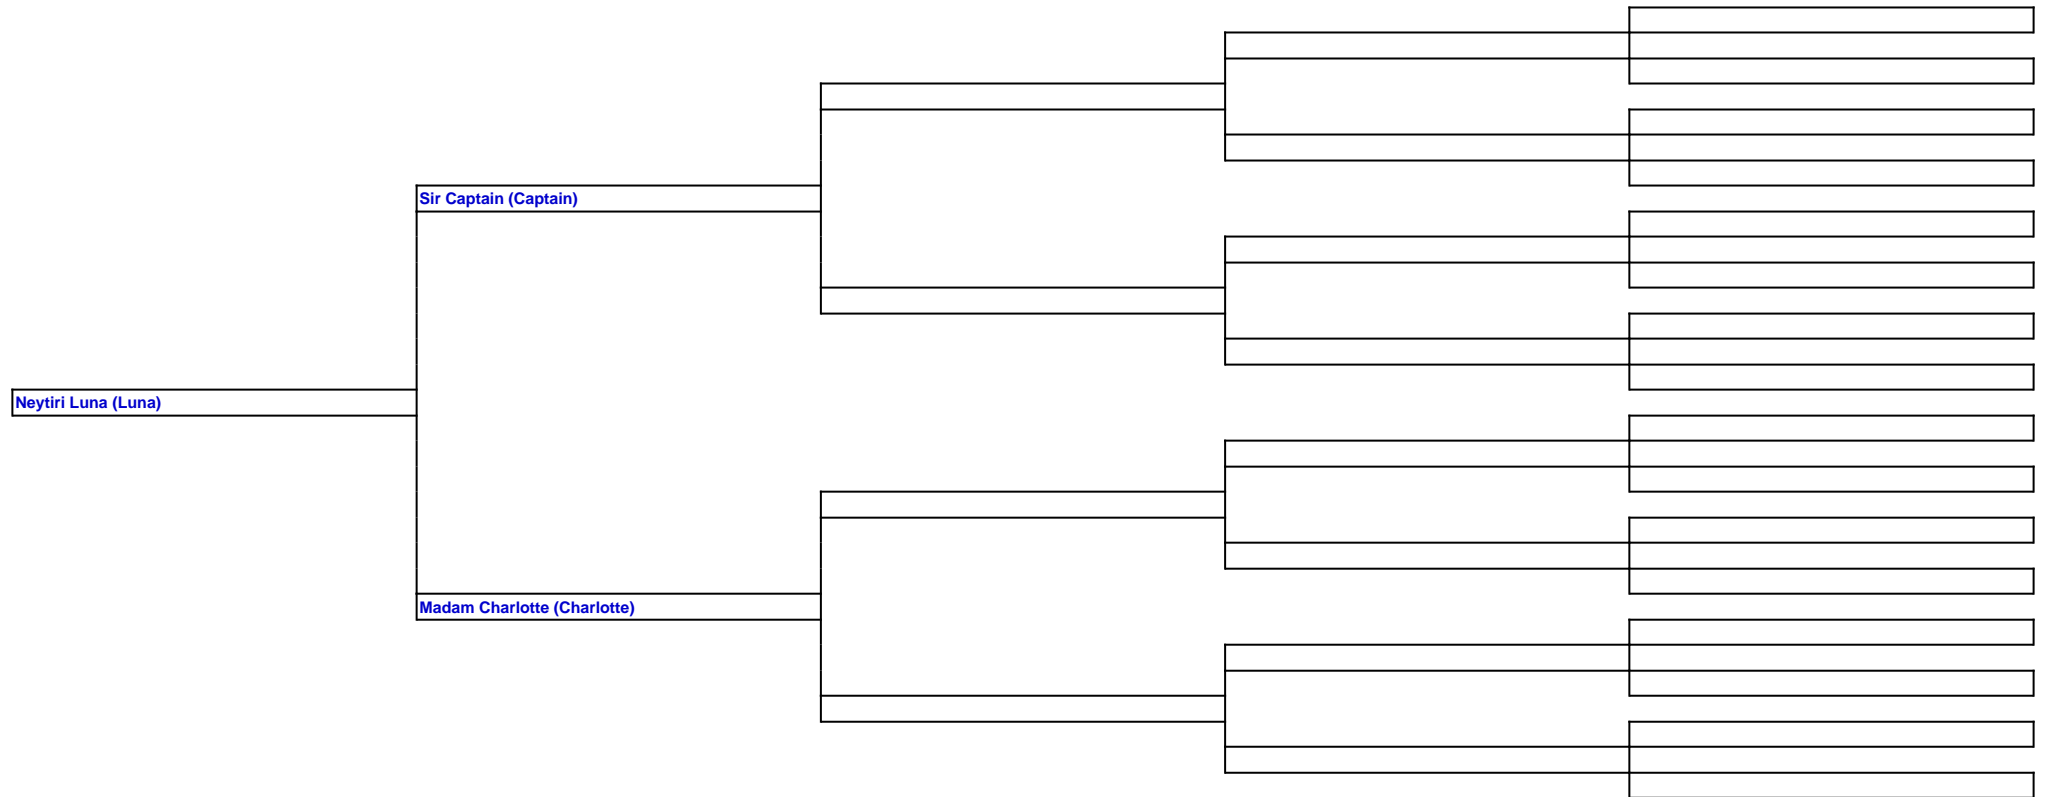 Sir Captain (Captain)
Neytiri Luna (Luna)
Madam Charlotte (Charlotte)